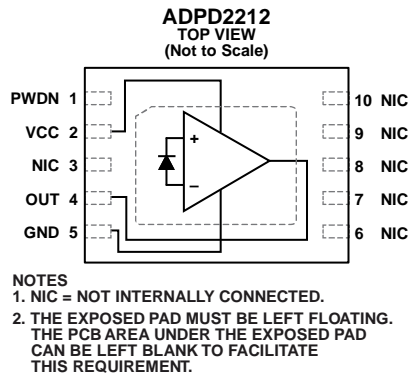 ADPD2212
TOP VIEW
(Not to Scale)
PWDN 1
VCC 2
NIC 3
OUT 4
GND 5
10 NIC
9 NIC
8 NIC
7 NIC
6 NIC
+
–
NOTES
1. NIC = NOT INTERNALLY CONNECTED.
2. THE EXPOSED PAD MUST BE LEFT FLOATING.
THE PCB AREA UNDER THE EXPOSED PAD
CAN BE LEFT BLANK TO FACILITATE
THIS REQUIREMENT.